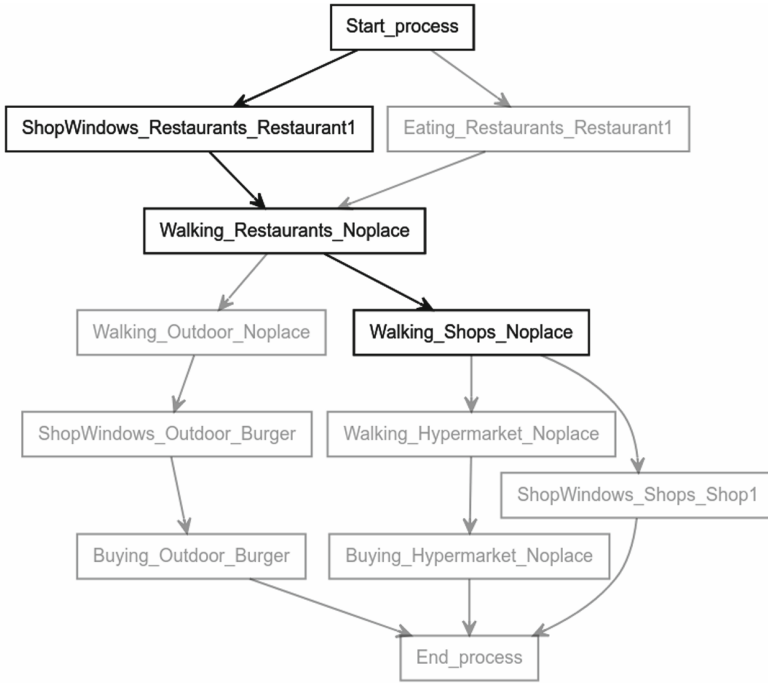 Start_process
ShopWindows_Restaurants_Restaurant1
Eating_Restaurants_Restaurant1
Walking_Restaurants_Noplace
Walking_Outdoor_Noplace
Walking_Shops_Noplace
ShopWindows_Outdoor_Burger
Walking_Hypermarket_Noplace
ShopWindows_Shops_Shop1
Buying_Outdoor_Burger
Buying_Hypermarket_Noplace
End_process